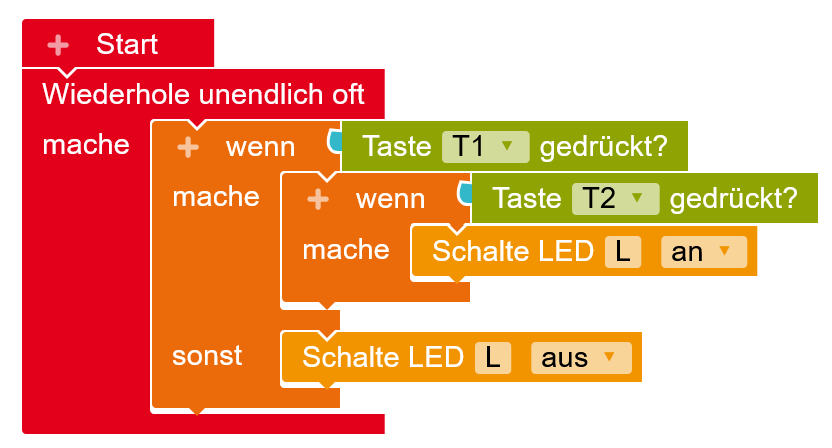 Start
Wiederhole unendlich oft
mache wenn Taste T1 gedrückt?
mache wenn Taste T2 gedrückt?
mache Schalte LED L an
sonst Schalte LED L aus